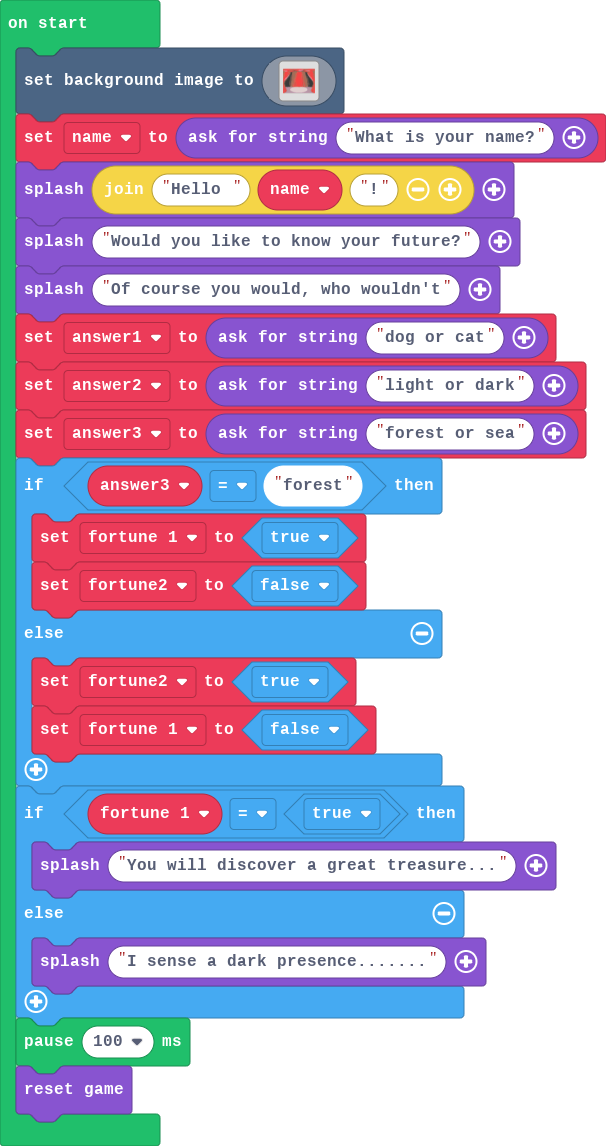 on start
set background image to
set name to ask for string "What is your name?"
splash join "Hello " name "!"
splash "Would you like to know your future?"
splash "Of course you would, who wouldn't"
set answer1 to ask for string "dog or cat"
set answer2 to ask for string "light or dark"
set answer3 to ask for string "forest or sea"
if answer3 = "forest" then
set fortune 1 to true
set fortune2 to false
else
set fortune2 to true
set fortune 1 to false
if fortune 1 = true then
splash "You will discover a great treasure..."
else
splash "I sense a dark presence......."
pause 100 ms
reset game